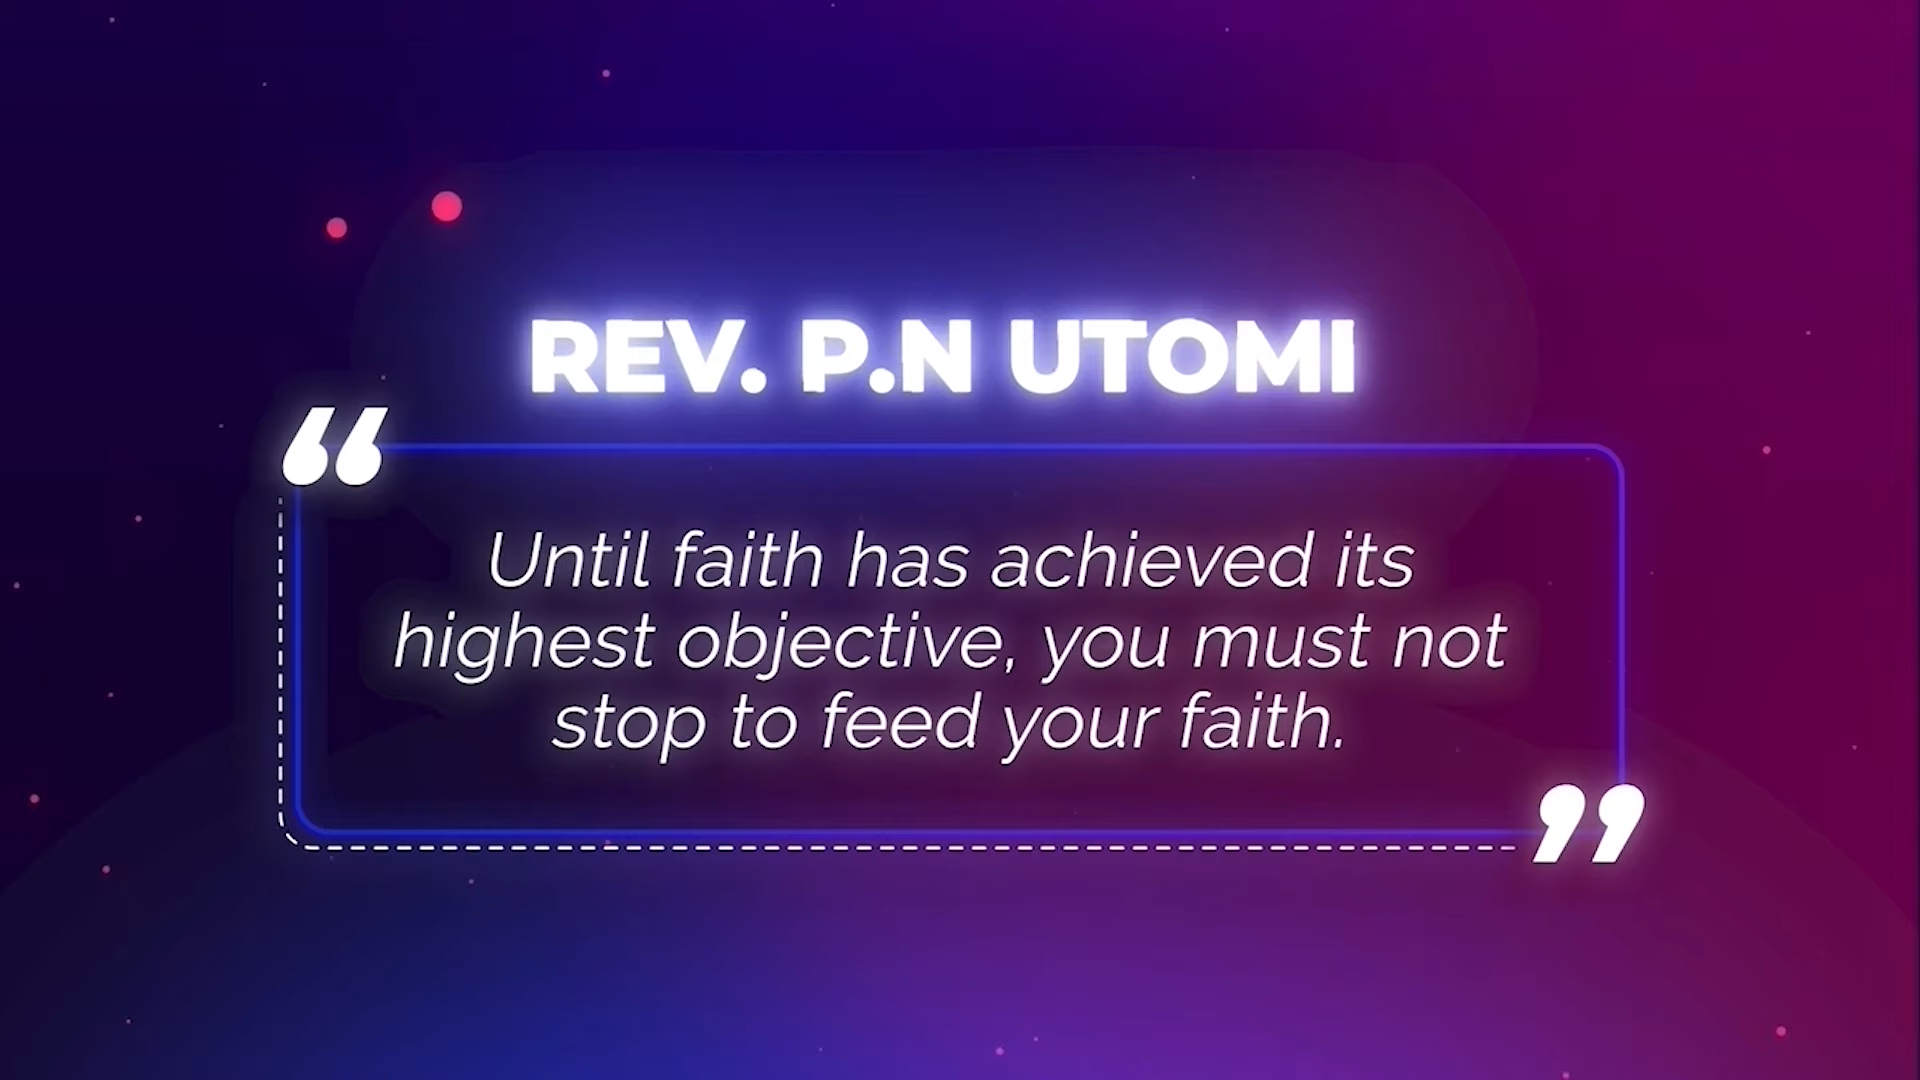 REV. P.N UTOMI
“
Until faith has achieved its
highest objective, you must not
stop to feed your faith.
”